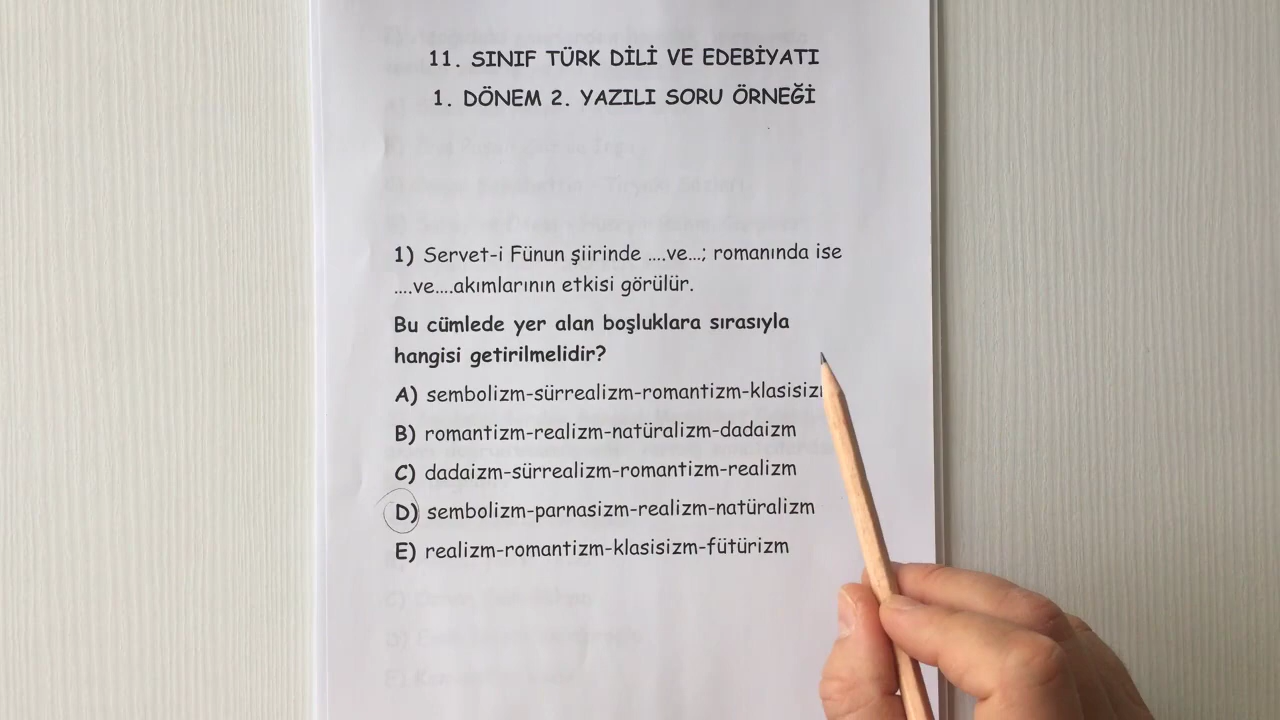 11. SINIF TÜRK DİLİ VE EDEBİYATI
1. DÖNEM 2. YAZILI SORU ÖRNEĞİ
1) Servet-i Fünun şiirinde ....ve...; romanında ise
....ve....akımlarının etkisi görülür.
Bu cümlede yer alan boşluklara sırasıyla
hangisi getirilmelidir?
A) sembolizm-sürrealizm-romantizm-
B) romantizm-realizm-natüralizm-dadaizm
C) dadaizm-sürrealizm-romantizm-realizm
D) sembolizm-parnasizm-realizm-natüralizm
E) realizm-romantizm-klasisizm-fütürizm